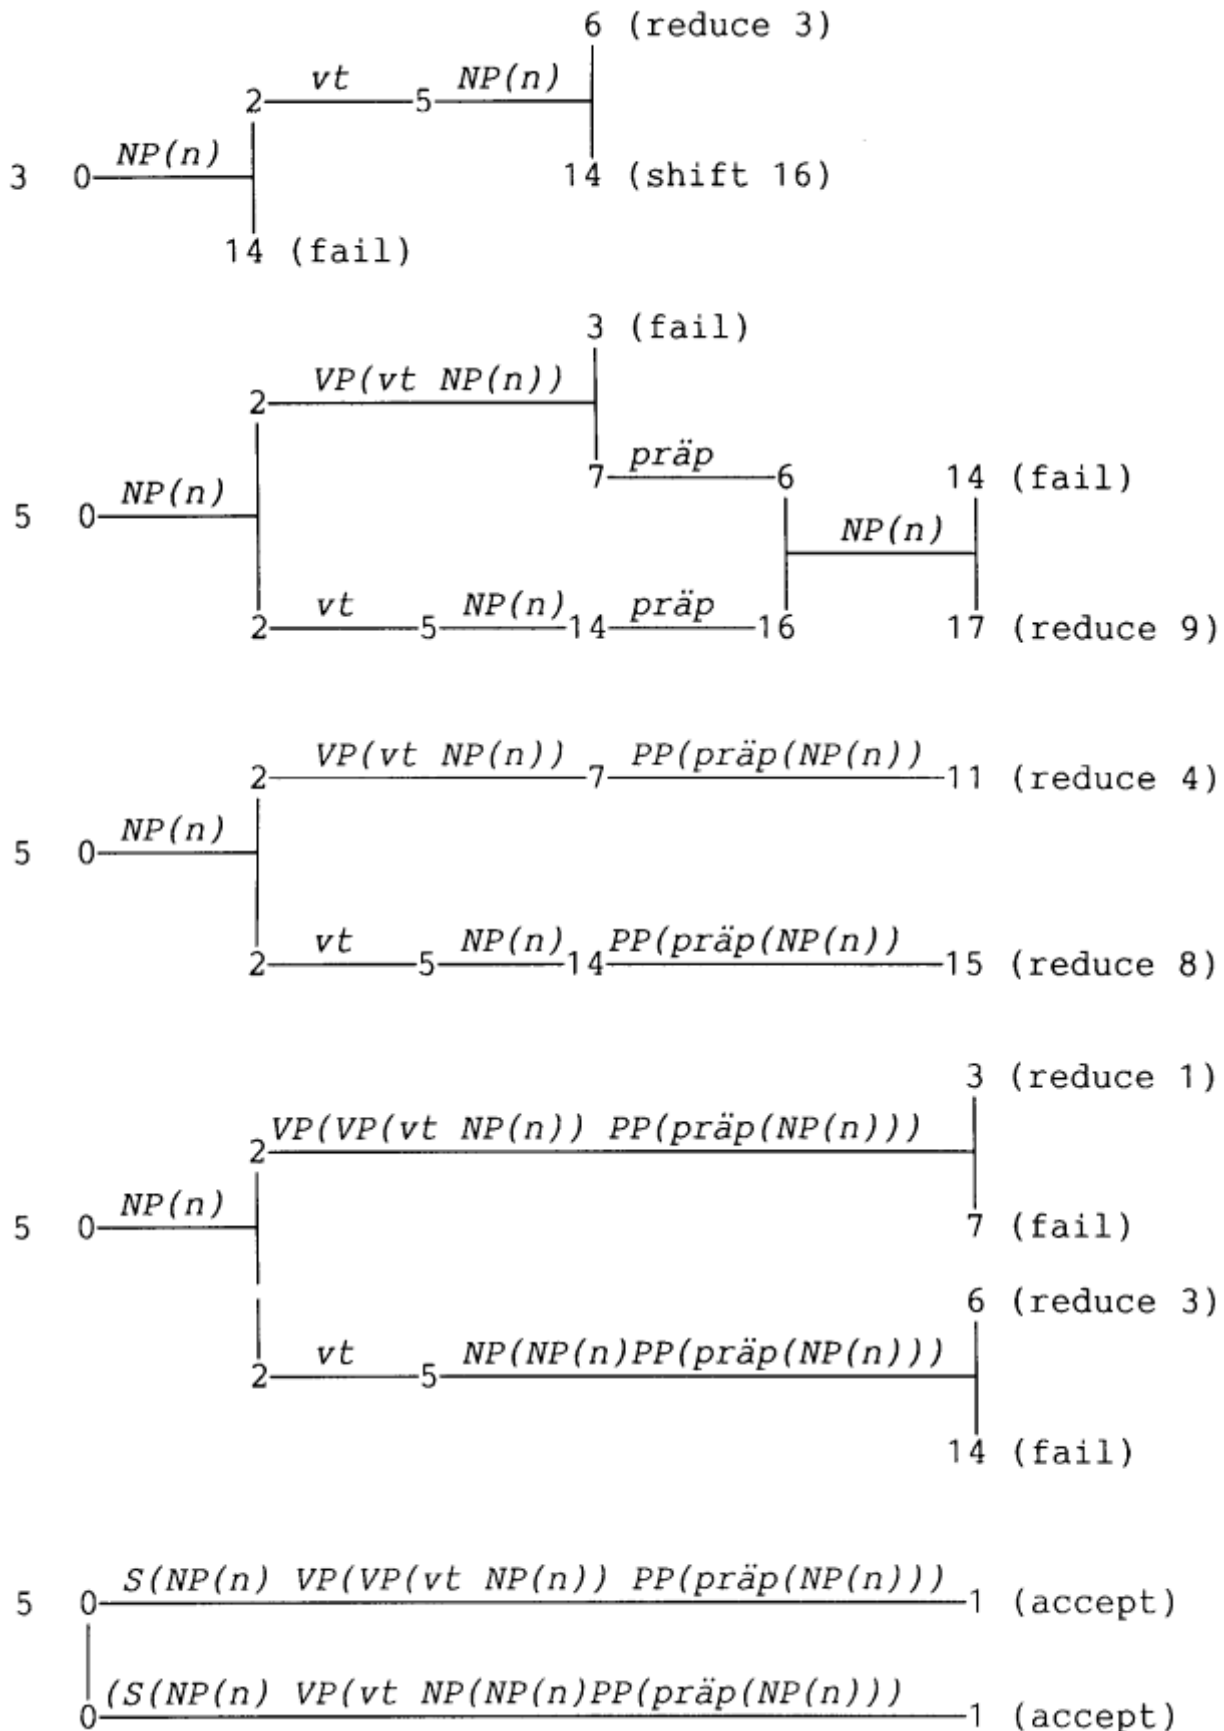 6 (reduce 3)
vt NP(n)
2 5
NP(n)
3 0 14 (shift 16)
14 (fail)
3 (fail)
VP(vt NP(n))
2
präp
7 6 14 (fail)
NP(n)
5 0 NP(n)
vt NP(n) präp
2 5 14 16 17 (reduce 9)
VP(vt NP(n)) PP(präp(NP(n))
2 7 11 (reduce 4)
NP(n)
5 0
vt NP(n) PP(präp(NP(n))
2 5 14 15 (reduce 8)
3 (reduce 1)
VP(VP(vt NP(n)) PP(präp(NP(n)))
2
NP(n)
5 0 7 (fail)
6 (reduce 3)
vt NP(NP(n)PP(präp(NP(n)))
2 5
14 (fail)
S(NP(n) VP(VP(vt NP(n)) PP(präp(NP(n)))
5 0 1 (accept)
(S(NP(n) VP(vt NP(NP(n)PP(präp(NP(n)))
0 1 (accept)